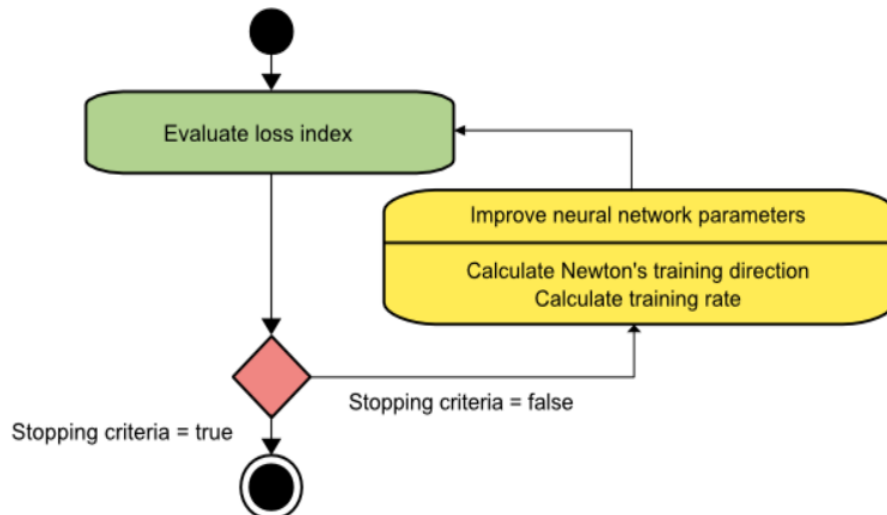 Evaluate loss index
Improve neural network parameters
Calculate Newton's training direction
Calculate training rate
Stopping criteria = false
Stopping criteria = true